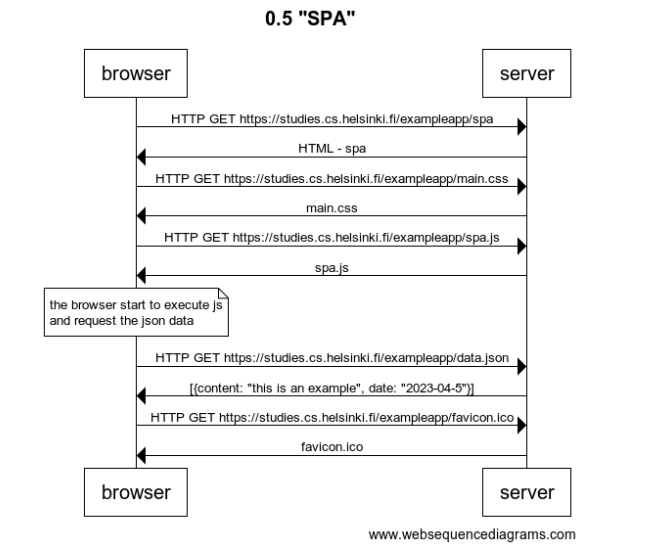 0.5 "SPA"
browser
server
HTTP GET https://studies.cs.helsinki.fi/exampleapp/spa
HTML - spa
HTTP GET https://studies.cs.helsinki.fi/exampleapp/main.css
main.css
HTTP GET https://studies.cs.helsinki.fi/exampleapp/spa.js
spa.js
the browser start to execute js
and request the json data
HTTP GET https://studies.cs.helsinki.fi/exampleapp/data.json
[{content: "this is an example", date: "2023-04-5"}]
HTTP GET https://studies.cs.helsinki.fi/exampleapp/favicon.ico
favicon.ico
browser
server
www.websequencediagrams.com